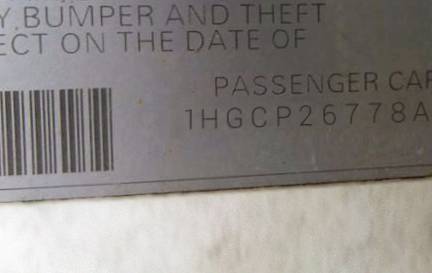 Y, BUMPER AND THEFT
ECT ON THE DATE OF
PASSENGER CAR
1HGCP26778A